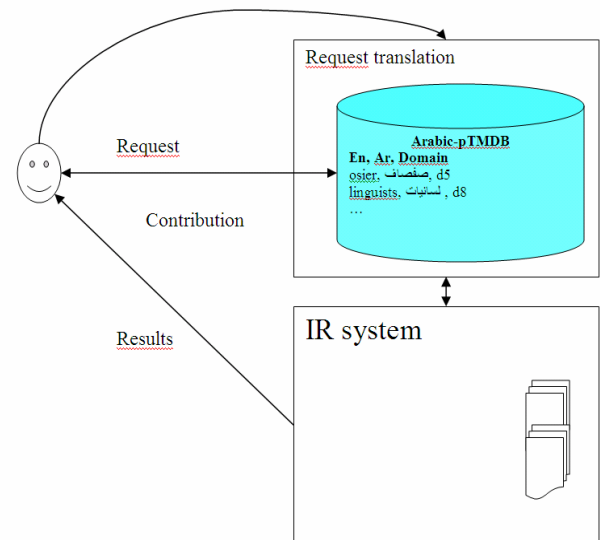 Request translation
Arabic-pTMDB
En, Ar, Domain
osier, صفصاف, d5
linguists, لسانيات , d8
...
Request
Contribution
Results
IR system